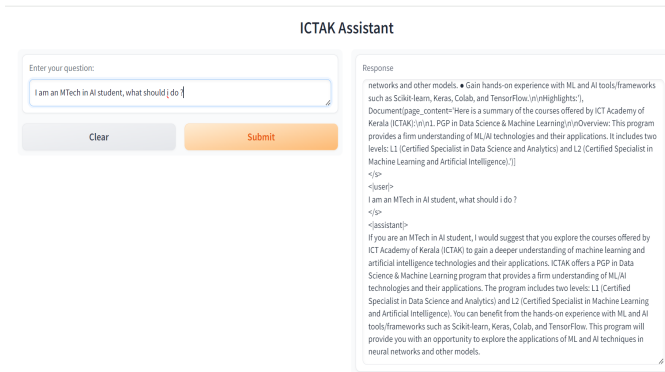 ICTAK Assistant
Enter your question:
I am an MTech in AI student, what should i do ?
Clear
Submit
Response
networks and other models. ● Gain hands-on experience with ML and AI tools/frameworks
such as Scikit-learn, Keras, Colab, and TensorFlow.\n\nHighlights:'),
Document(page_content='Here is a summary of the courses offered by ICT Academy of
Kerala (ICTAK):\n\n1. PGP in Data Science & Machine Learning\n\nOverview: This program
provides a firm understanding of ML/AI technologies and their applications. It includes two
levels: L1 (Certified Specialist in Data Science and Analytics) and L2 (Certified Specialist in
Machine Learning and Artificial Intelligence).')]
</s>
<|user|>
I am an MTech in AI student, what should i do ?
</s>
<|assistant|>
If you are an MTech in AI student, I would suggest that you explore the courses offered by
ICT Academy of Kerala (ICTAK) to gain a deeper understanding of machine learning and
artificial intelligence technologies and their applications. ICTAK offers a PGP in Data
Science & Machine Learning program that provides a firm understanding of ML/AI
technologies and their applications. The program includes two levels: L1 (Certified
Specialist in Data Science and Analytics) and L2 (Certified Specialist in Machine Learning
and Artificial Intelligence). You can benefit from the hands-on experience with ML and AI
tools/frameworks such as Scikit-learn, Keras, Colab, and TensorFlow. This program will
provide you with an opportunity to explore the applications of ML and AI techniques in
neural networks and other models.